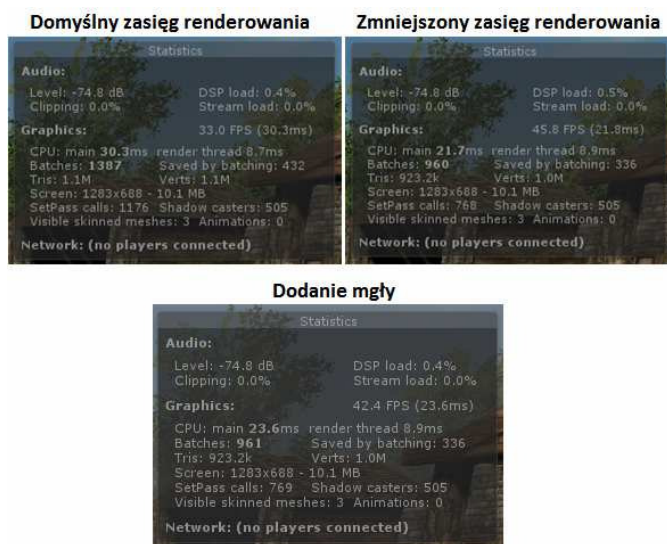 Domyślny zasięg renderowania
Statistics
Audio:
Level: -74.8 dB DSP load: 0.4%
Clipping: 0.0% Stream load: 0.0%
Graphics: 33.0 FPS (30.3ms)
CPU: main 30.3ms render thread 8.7ms
Batches: 1387 Saved by batching: 432
Tris: 1.1M Verts: 1.1M
Screen: 1283x688 - 10.1 MB
SetPass calls: 1176 Shadow casters: 505
Visible skinned meshes: 3 Animations: 0
Network: (no players connected)
Zmniejszony zasięg renderowania
Statistics
Audio:
Level: -74.8 dB DSP load: 0.5%
Clipping: 0.0% Stream load: 0.0%
Graphics: 45.8 FPS (21.8ms)
CPU: main 21.7ms render thread 8.9ms
Batches: 960 Saved by batching: 336
Tris: 923.2k Verts: 1.0M
Screen: 1283x688 - 10.1 MB
SetPass calls: 768 Shadow casters: 505
Visible skinned meshes: 3 Animations: 0
Network: (no players connected)
Dodanie mgły
Statistics
Audio:
Level: -74.8 dB DSP load: 0.4%
Clipping: 0.0% Stream load: 0.0%
Graphics: 42.4 FPS (23.6ms)
CPU: main 23.6ms render thread 8.9ms
Batches: 961 Saved by batching: 336
Tris: 923.2k Verts: 1.0M
Screen: 1283x688 - 10.1 MB
SetPass calls: 769 Shadow casters: 505
Visible skinned meshes: 3 Animations: 0
Network: (no players connected)